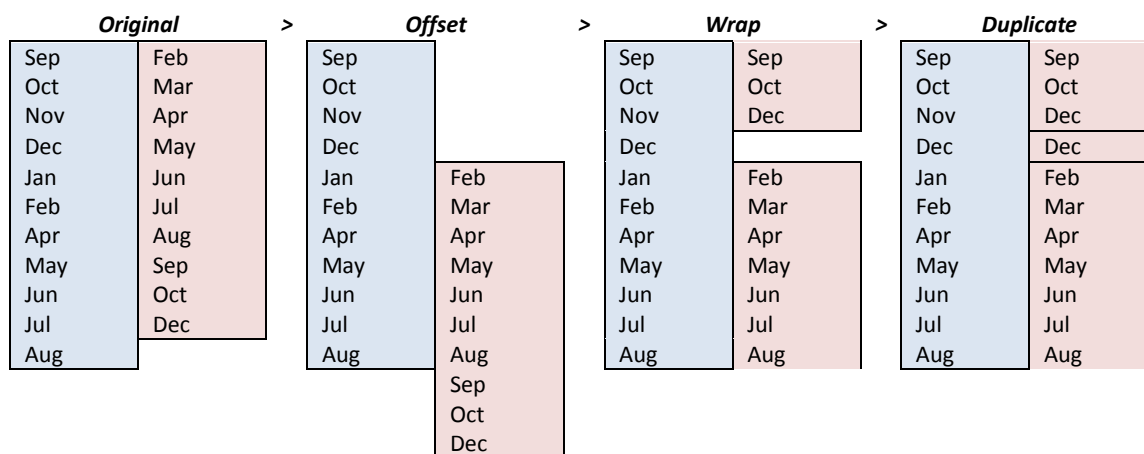 Original > Offset > Wrap > Duplicate
Sep Feb Sep Sep Sep Sep Sep
Oct Mar Oct Oct Oct Oct Oct
Nov Apr Nov Nov Dec Nov Dec
Dec May Dec Dec Dec Dec
Jan Jun Jan Feb Jan Feb Jan Feb
Feb Jul Feb Mar Feb Mar Feb Mar
Apr Aug Apr Apr Apr Apr Apr Apr
May Sep May May May May May May
Jun Oct Jun Jun Jun Jun Jun Jun
Jul Dec Jul Jul Jul Jul Jul Jul
Aug Aug Aug Aug Aug Aug Aug
Sep
Oct
Dec